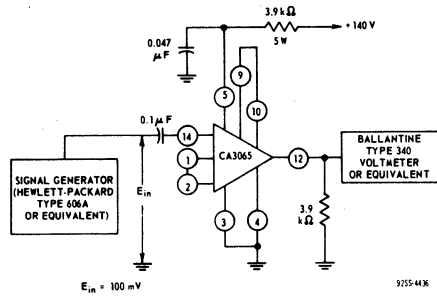 3.9 kΩ
5 W
+140 V
0.047
μF
9
5
10
0.1μF
14
CA3065
1
2
12
3
4
BALLANTINE
TYPE 340
VOLTMETER
OR EQUIVALENT
SIGNAL GENERATOR
(HEWLETT-PACKARD
TYPE 606A
OR EQUIVALENT)
Ein
3.9
kΩ
Ein = 100 mV
92SS-4436